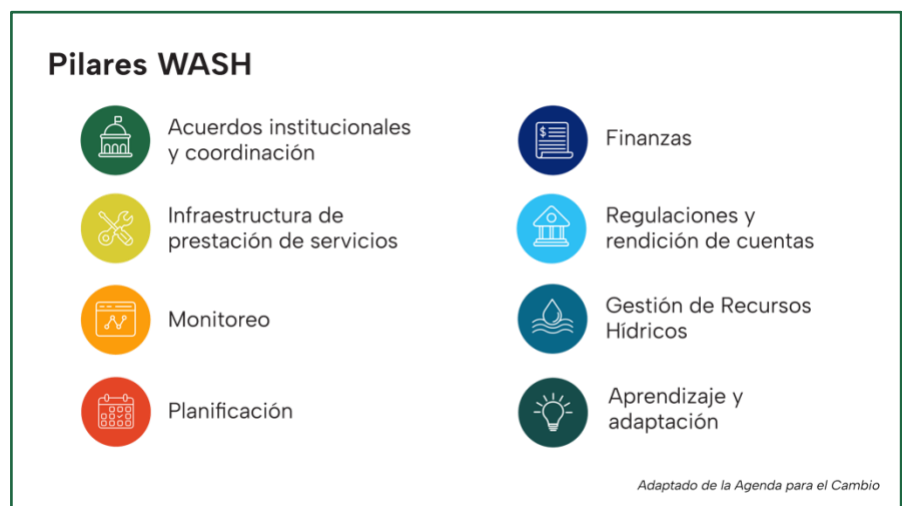 Pilares WASH
Acuerdos institucionales
y coordinación
Infraestructura de
prestación de servicios
Monitoreo
Planificación
$
Finanzas
Regulaciones y
rendición de cuentas
Gestión de Recursos
Hídricos
Aprendizaje y
adaptación
Adaptado de la Agenda para el Cambio